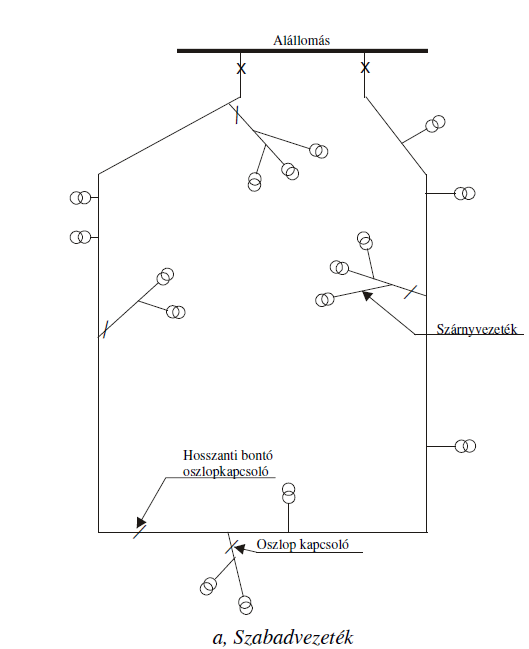 Alállomás
X
X
Szárnyvezeték
Hosszanti bontó
oszlopkapcsoló
Oszlop kapcsoló
a, Szabadvezeték